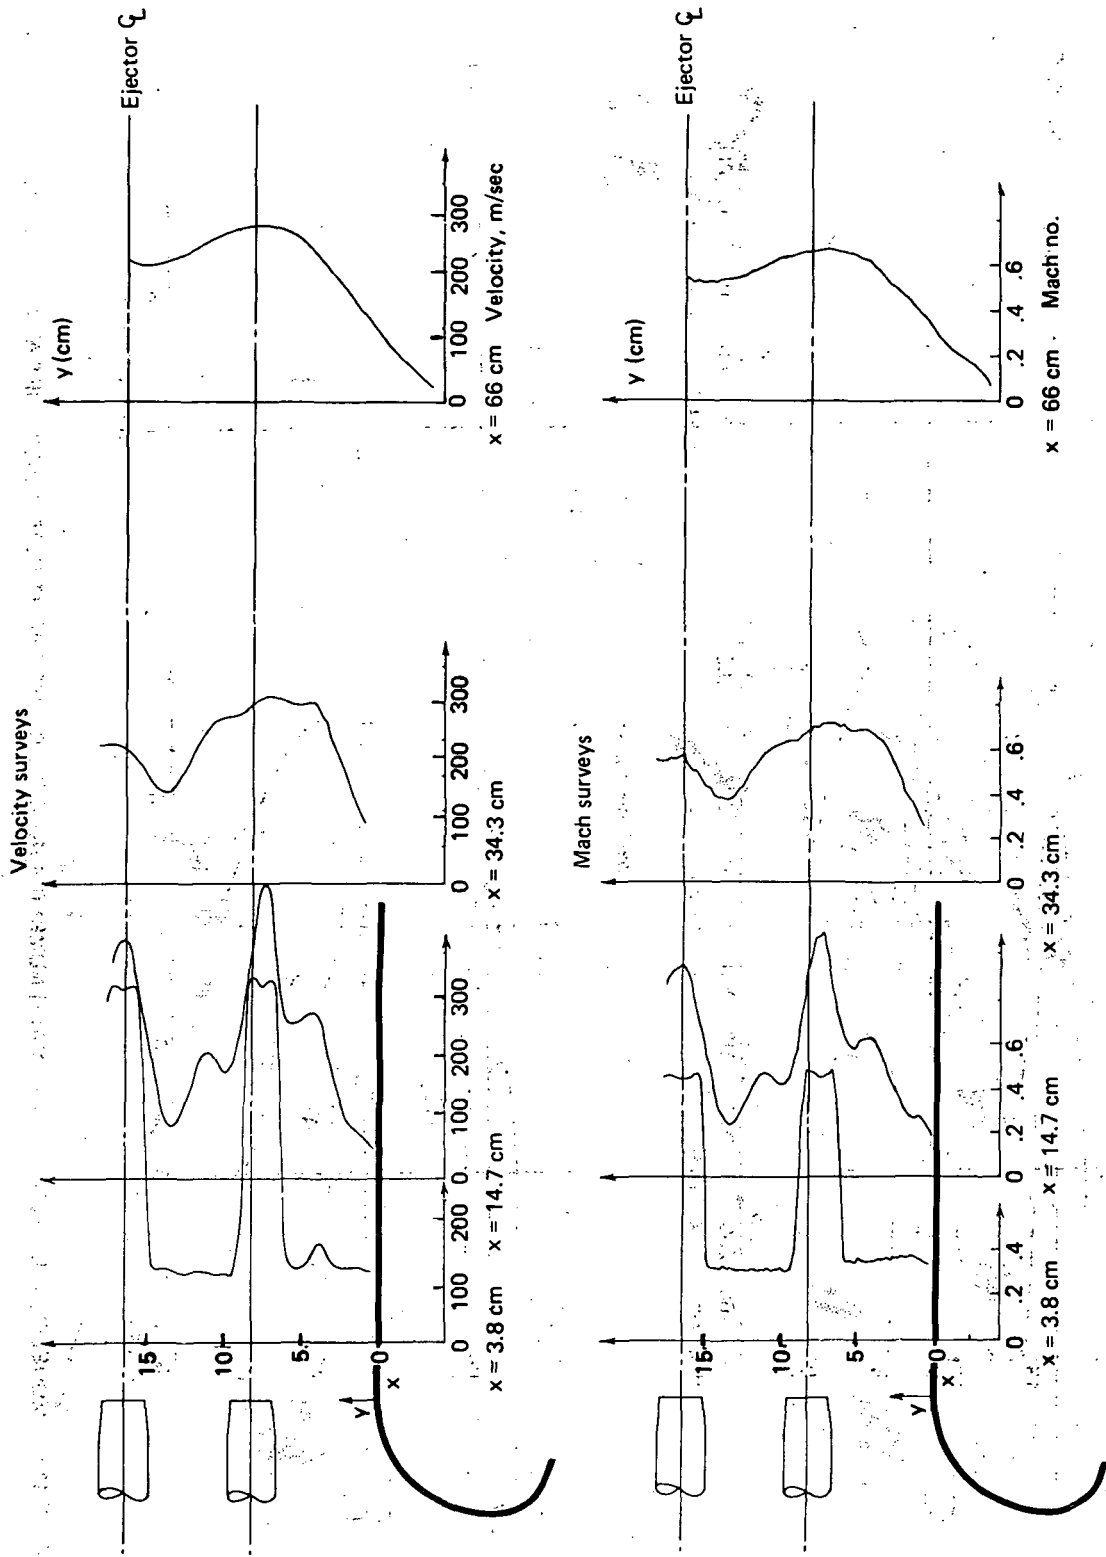 Velocity surveys
Ejector ℄
y (cm)
15
10
5
0
y
x
0 100 200
x = 3.8 cm
0 100 200 300
x = 14.7 cm
0 100 200 300
x = 34.3 cm
0 100 200 300
x = 66 cm Velocity, m/sec
Mach surveys
Ejector ℄
y (cm)
15
10
5
0
y
x
0 .2 .4
x = 3.8 cm
0 .2 .4 .6
x = 14.7 cm
0 .2 .4 .6
x = 34.3 cm
0 .2 .4 .6
x = 66 cm Mach no.